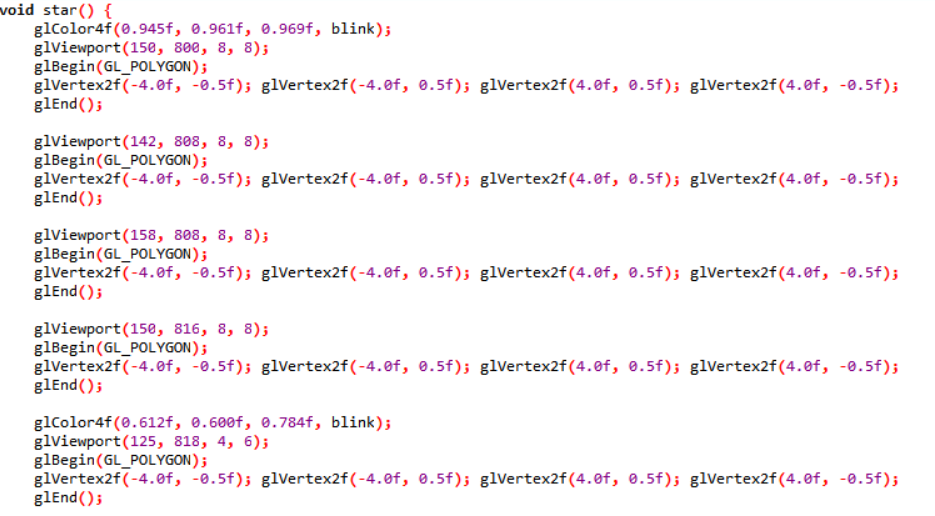 void star() {
    glColor4f(0.945f, 0.961f, 0.969f, blink);
    glViewport(150, 800, 8, 8);
    glBegin(GL_POLYGON);
    glVertex2f(-4.0f, -0.5f); glVertex2f(-4.0f, 0.5f); glVertex2f(4.0f, 0.5f); glVertex2f(4.0f, -0.5f);
    glEnd();

    glViewport(142, 808, 8, 8);
    glBegin(GL_POLYGON);
    glVertex2f(-4.0f, -0.5f); glVertex2f(-4.0f, 0.5f); glVertex2f(4.0f, 0.5f); glVertex2f(4.0f, -0.5f);
    glEnd();

    glViewport(158, 808, 8, 8);
    glBegin(GL_POLYGON);
    glVertex2f(-4.0f, -0.5f); glVertex2f(-4.0f, 0.5f); glVertex2f(4.0f, 0.5f); glVertex2f(4.0f, -0.5f);
    glEnd();

    glViewport(150, 816, 8, 8);
    glBegin(GL_POLYGON);
    glVertex2f(-4.0f, -0.5f); glVertex2f(-4.0f, 0.5f); glVertex2f(4.0f, 0.5f); glVertex2f(4.0f, -0.5f);
    glEnd();

    glColor4f(0.612f, 0.600f, 0.784f, blink);
    glViewport(125, 818, 4, 6);
    glBegin(GL_POLYGON);
    glVertex2f(-4.0f, -0.5f); glVertex2f(-4.0f, 0.5f); glVertex2f(4.0f, 0.5f); glVertex2f(4.0f, -0.5f);
    glEnd();